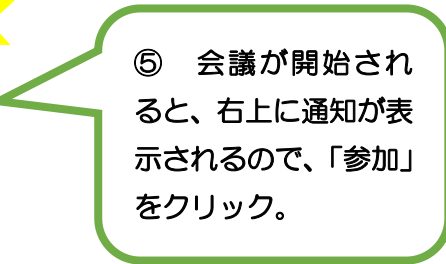 ⑤　会議が開始され
ると、右上に通知が表
示されるので、「参加」
をクリック。